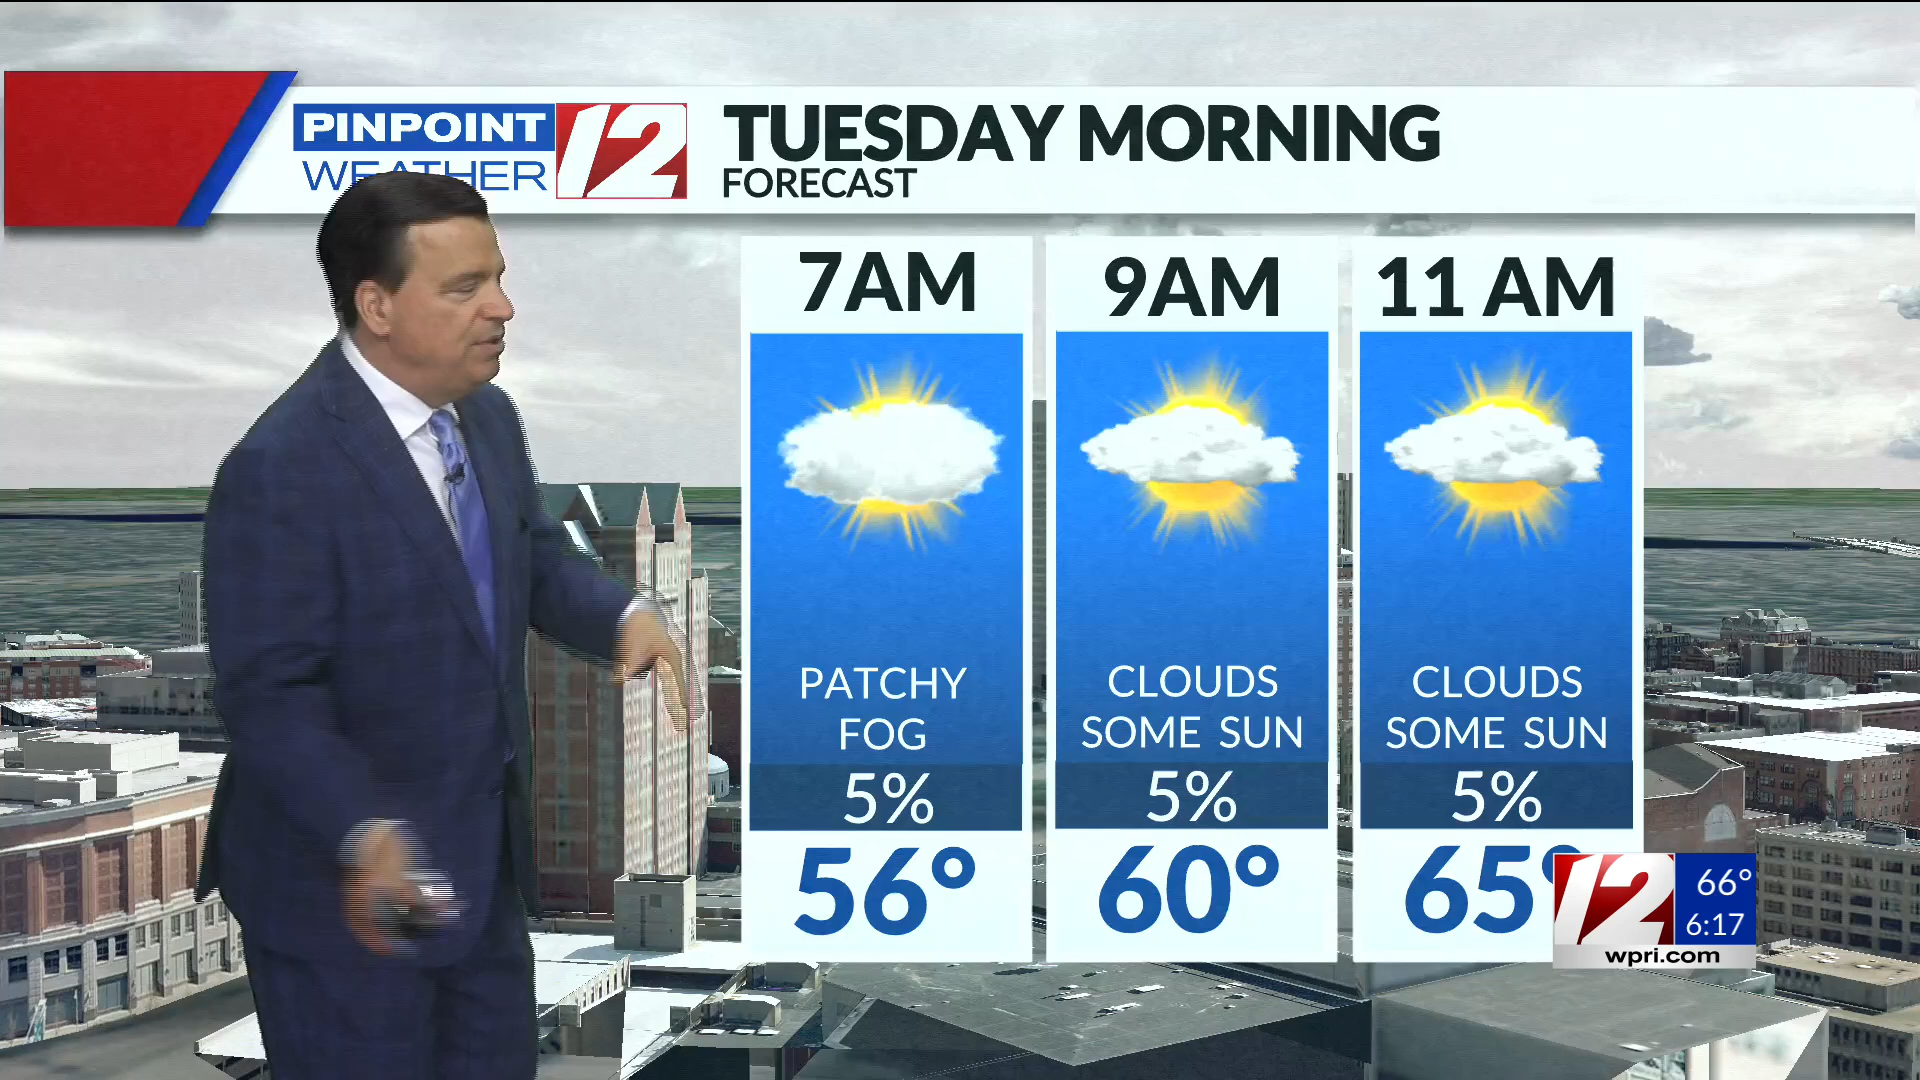 PINPOINT
WEATHER
12
TUESDAY MORNING
FORECAST
7AM
PATCHY
FOG
5%
56°
9AM
CLOUDS
SOME SUN
5%
60°
11 AM
CLOUDS
SOME SUN
5%
65°
12
66°
6:17
wpri.com